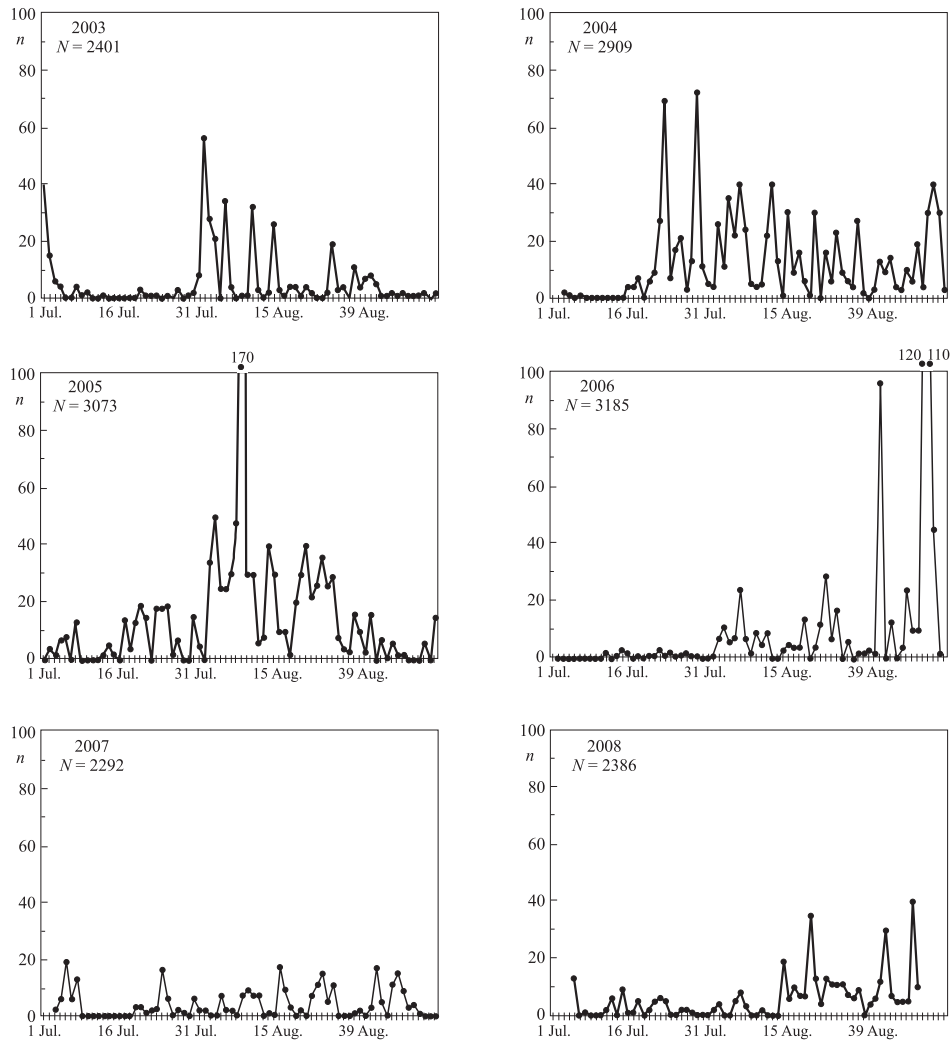 100
2003
n
N = 2401
80
60
40
20
0
1 Jul.
16 Jul.
31 Jul.
15 Aug.
39 Aug.
100
2004
n
N = 2909
80
60
40
20
0
1 Jul.
16 Jul.
31 Jul.
15 Aug.
39 Aug.
170
100
2005
n
N = 3073
80
60
40
20
0
1 Jul.
16 Jul.
31 Jul.
15 Aug.
39 Aug.
120 110
100
2006
n
N = 3185
80
60
40
20
0
1 Jul.
16 Jul.
31 Jul.
15 Aug.
39 Aug.
100
2007
n
N = 2292
80
60
40
20
0
1 Jul.
16 Jul.
31 Jul.
15 Aug.
39 Aug.
100
2008
n
N = 2386
80
60
40
20
0
1 Jul.
16 Jul.
31 Jul.
15 Aug.
39 Aug.